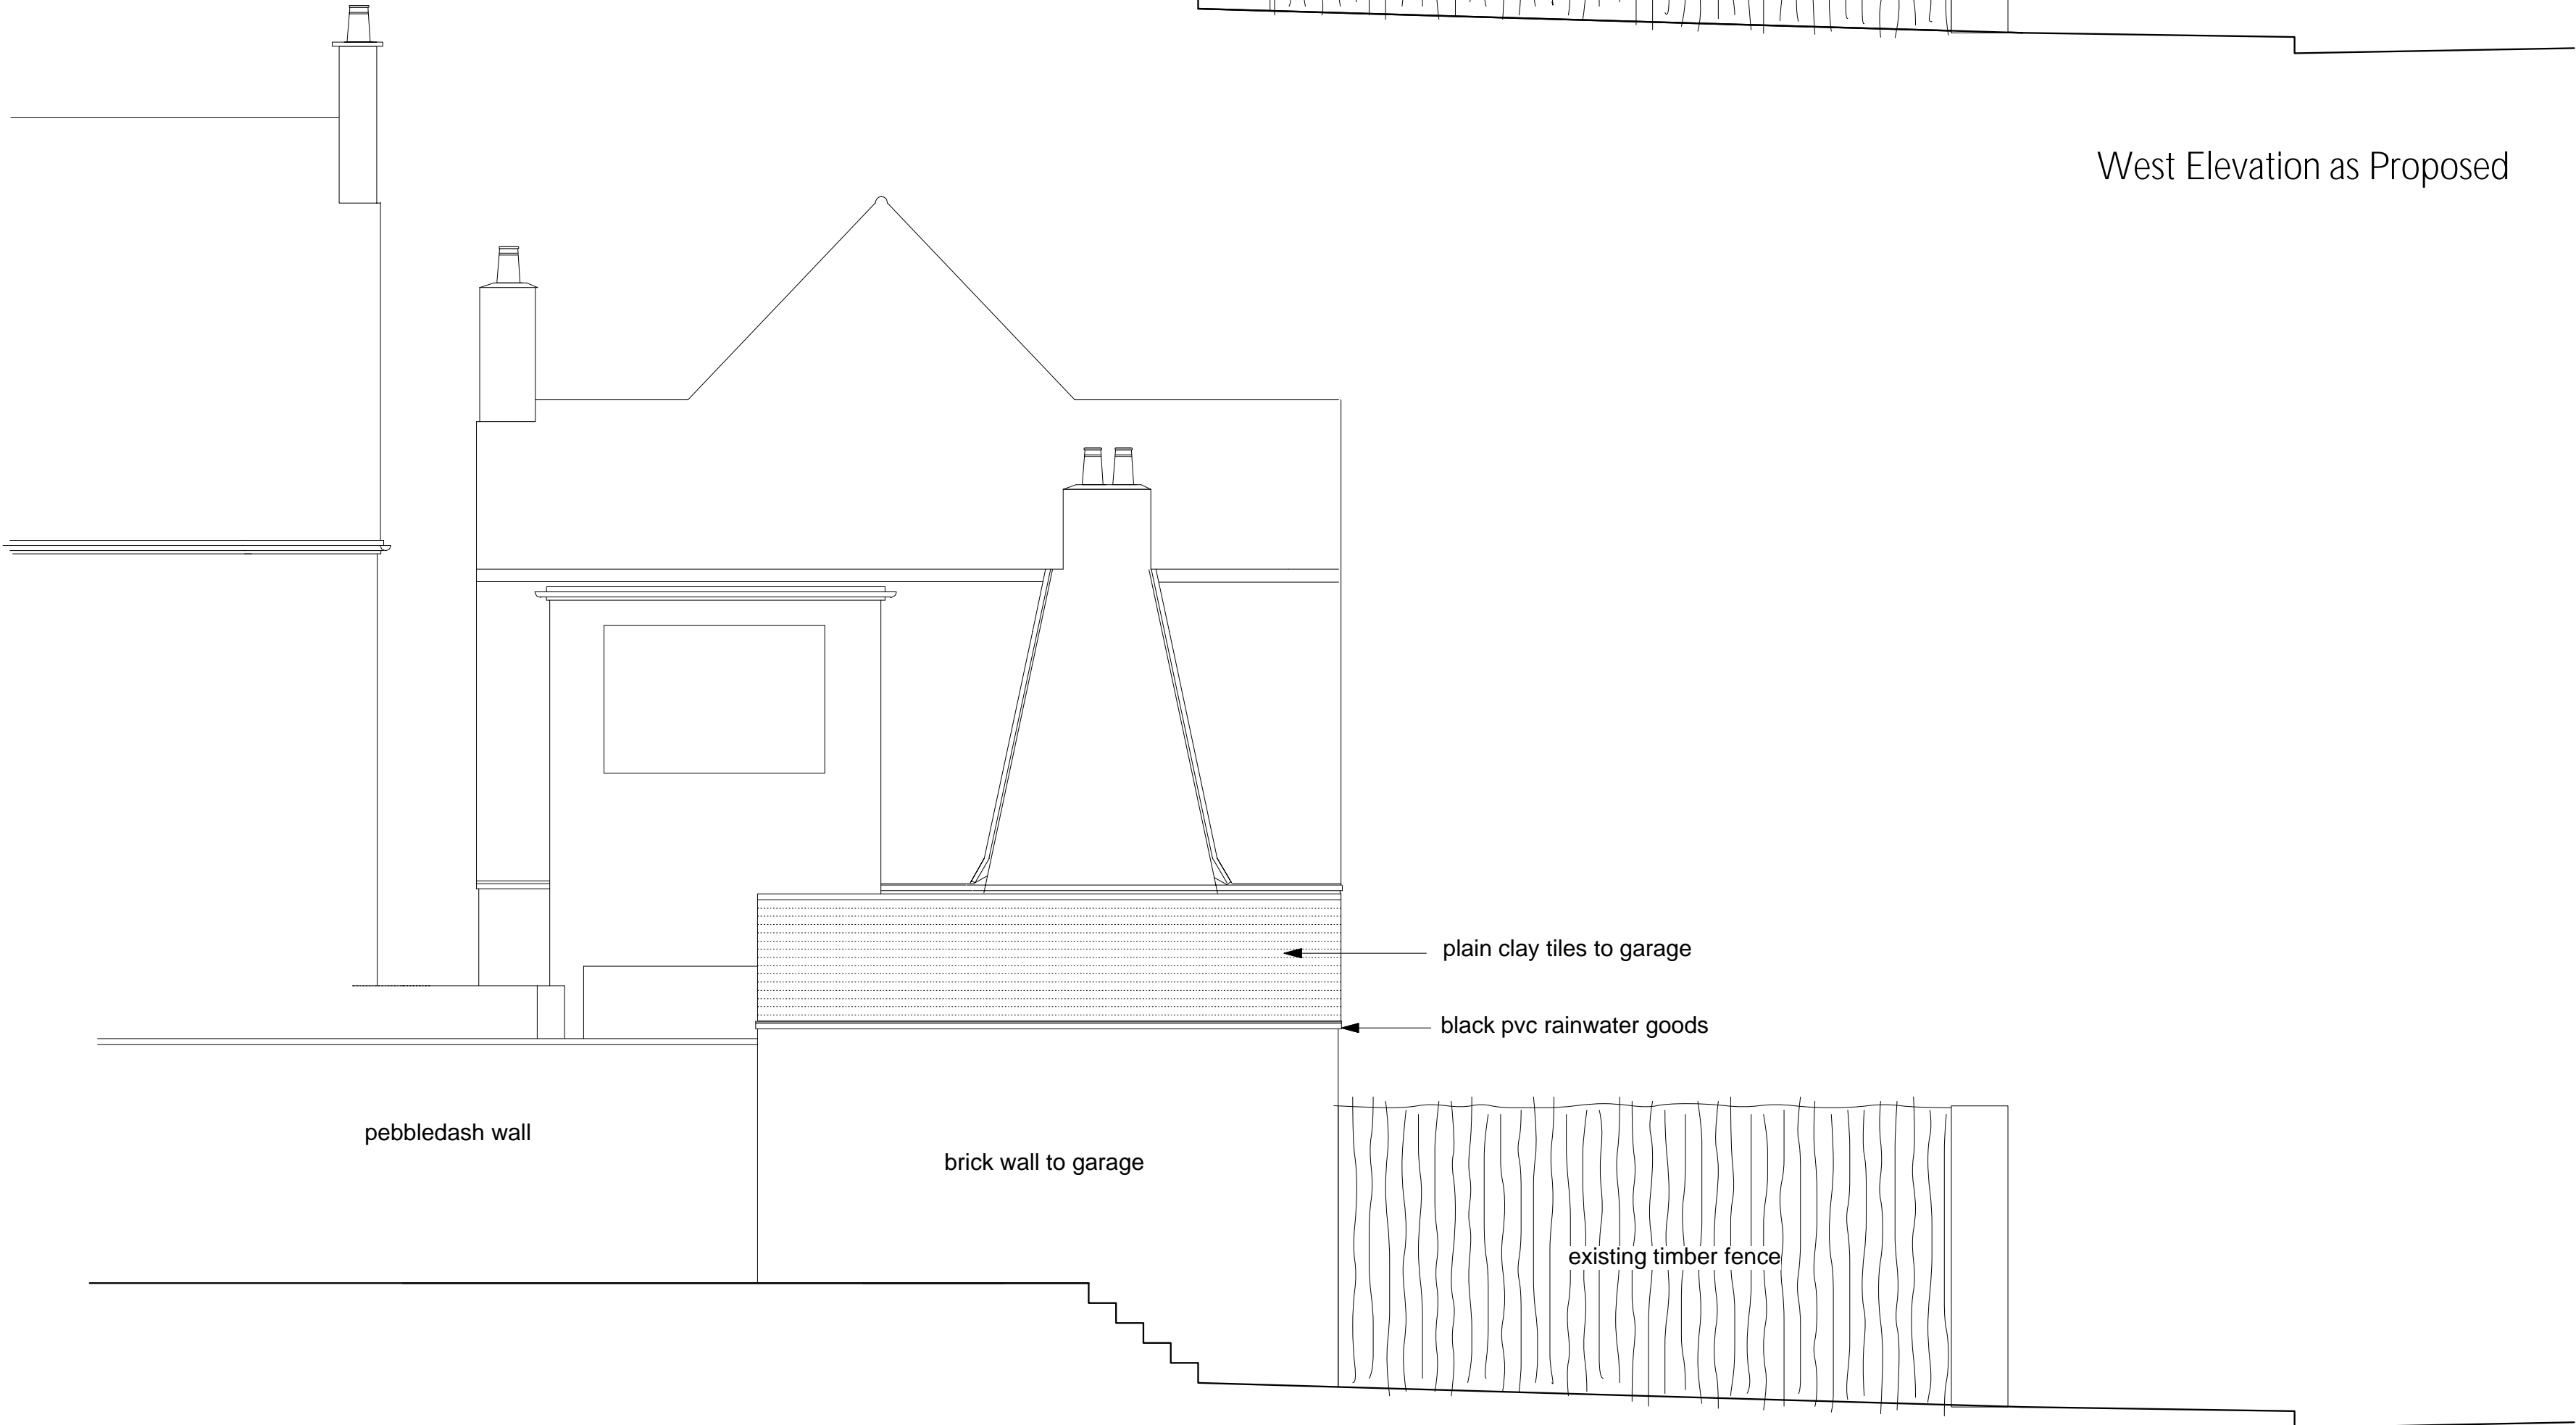 West Elevation as Proposed
plain clay tiles to garage
black pvc rainwater goods
pebbledash wall
brick wall to garage
existing timber fence